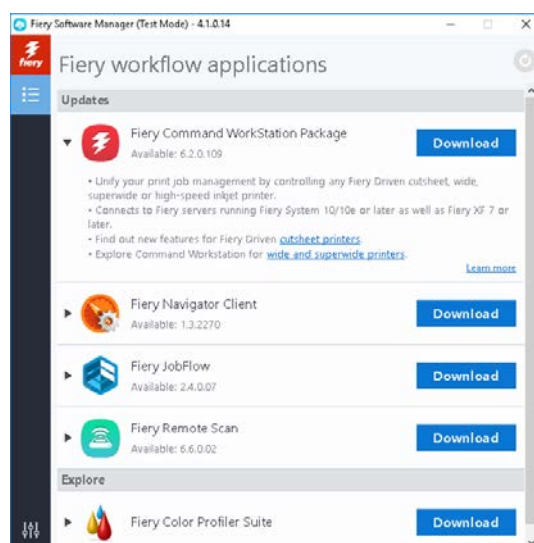 Fiery Software Manager (Test Mode) - 4.1.0.14
fiery
Fiery workflow applications
Updates
Fiery Command WorkStation Package
Available: 6.2.0.109
Download
• Unify your print job management by controlling any Fiery Driven cutsheet, wide,
superwide or high-speed inkjet printer.
• Connects to Fiery servers running Fiery System 10/10e or later as well as Fiery XF 7 or
later.
• Find out new features for Fiery Driven cutsheet printers.
• Explore Command Workstation for wide and superwide printers.
Learn more
Fiery Navigator Client
Available: 1.3.2270
Download
Fiery JobFlow
Available: 2.4.0.07
Download
Fiery Remote Scan
Available: 6.6.0.02
Download
Explore
Fiery Color Profiler Suite
Download